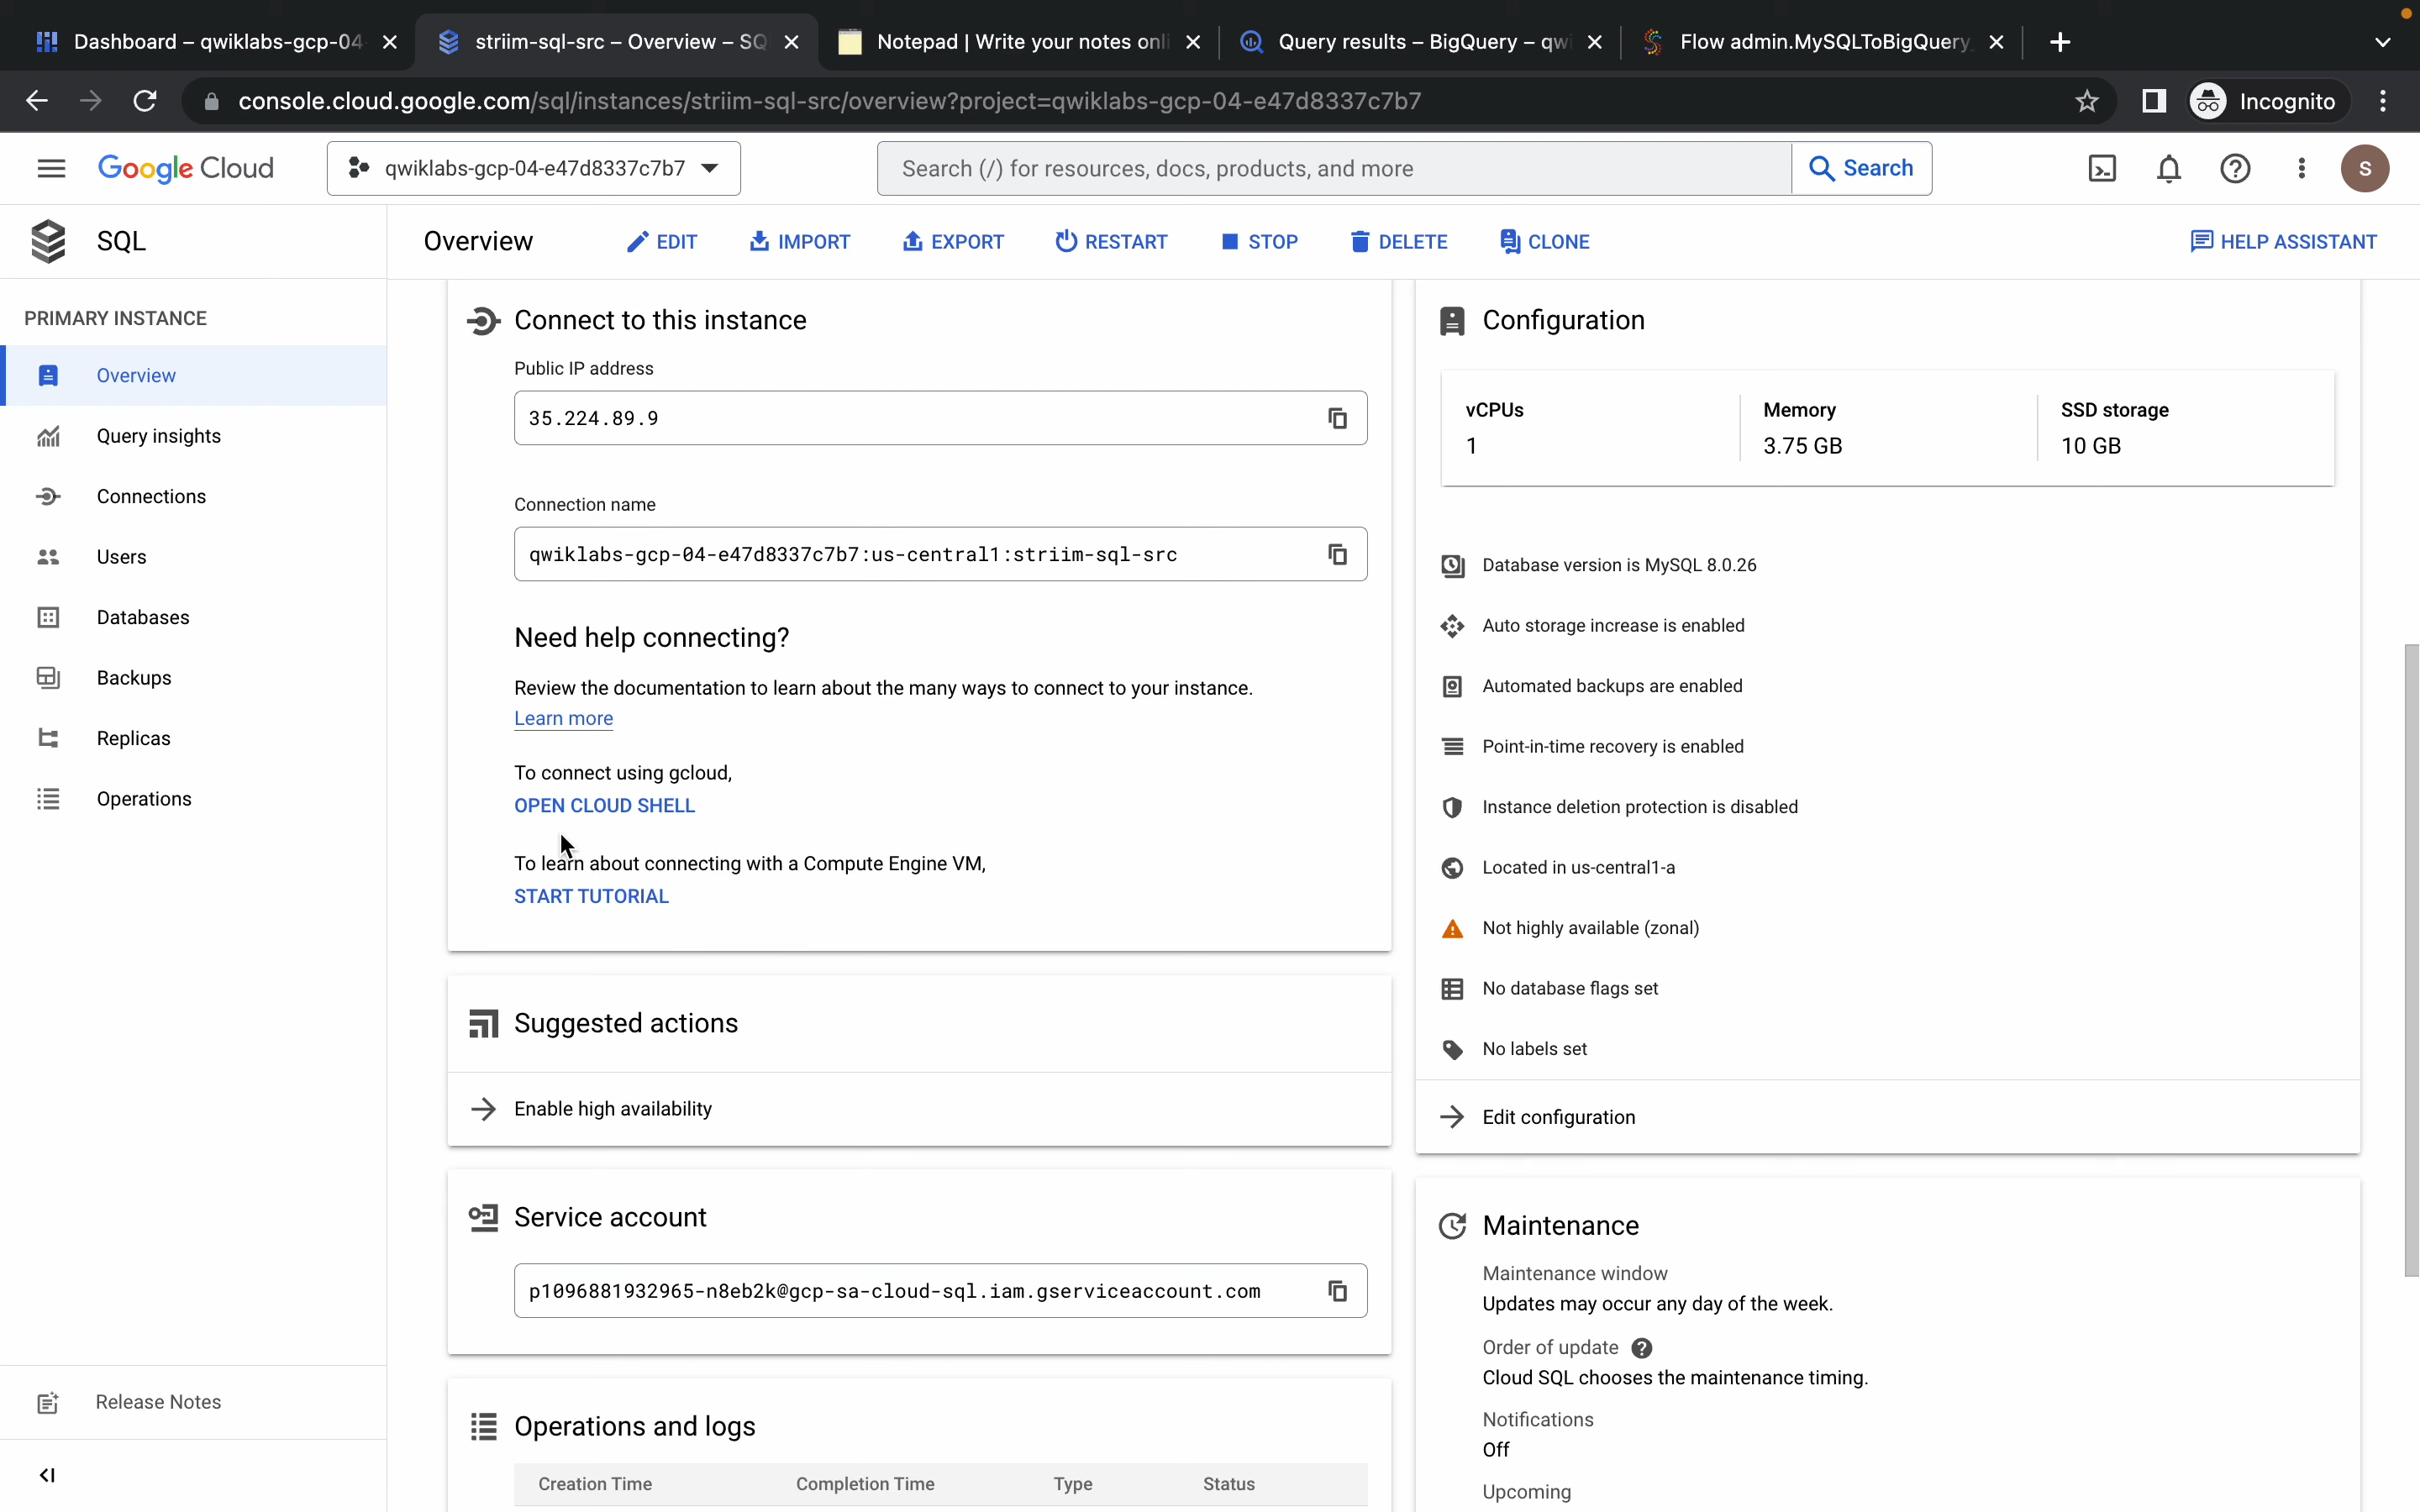 Dashboard – qwiklabs-gcp-04-
striim-sql-src – Overview – SQ
Notepad | Write your notes onli
Query results – BigQuery – qwi
Flow admin.MySQLToBigQuery_
console.cloud.google.com/sql/instances/striim-sql-src/overview?project=qwiklabs-gcp-04-e47d8337c7b7
Incognito
Google Cloud
qwiklabs-gcp-04-e47d8337c7b7
Search (/) for resources, docs, products, and more
Search
S
SQL
Overview
EDIT
IMPORT
EXPORT
RESTART
STOP
DELETE
CLONE
HELP ASSISTANT
PRIMARY INSTANCE
Overview
Query insights
Connections
Users
Databases
Backups
Replicas
Operations
Release Notes
Connect to this instance
Public IP address
35.224.89.9
Connection name
qwiklabs-gcp-04-e47d8337c7b7:us-central1:striim-sql-src
Need help connecting?
Review the documentation to learn about the many ways to connect to your instance.
Learn more
To connect using gcloud,
OPEN CLOUD SHELL
To learn about connecting with a Compute Engine VM,
START TUTORIAL
Suggested actions
Enable high availability
Service account
p1096881932965-n8eb2k@gcp-sa-cloud-sql.iam.gserviceaccount.com
Operations and logs
Creation Time
Completion Time
Type
Status
Configuration
vCPUs
1
Memory
3.75 GB
SSD storage
10 GB
Database version is MySQL 8.0.26
Auto storage increase is enabled
Automated backups are enabled
Point-in-time recovery is enabled
Instance deletion protection is disabled
Located in us-central1-a
Not highly available (zonal)
No database flags set
No labels set
Edit configuration
Maintenance
Maintenance window
Updates may occur any day of the week.
Order of update
Cloud SQL chooses the maintenance timing.
Notifications
Off
Upcoming